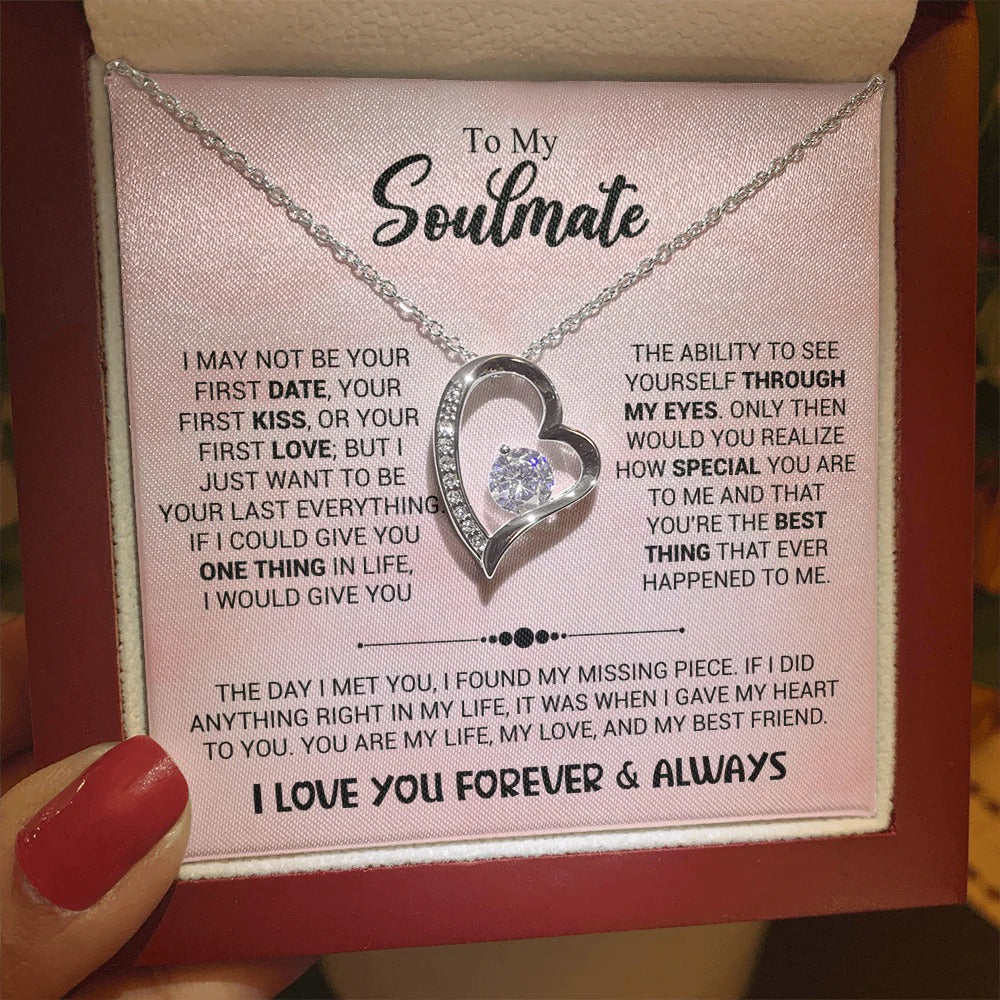 To My
Soulmate
I MAY NOT BE YOUR
FIRST DATE, YOUR
FIRST KISS, OR YOUR
FIRST LOVE; BUT I
JUST WANT TO BE
YOUR LAST EVERYTHING.
IF I COULD GIVE YOU
ONE THING IN LIFE,
I WOULD GIVE YOU
THE ABILITY TO SEE
YOURSELF THROUGH
MY EYES. ONLY THEN
WOULD YOU REALIZE
HOW SPECIAL YOU ARE
TO ME AND THAT
YOU'RE THE BEST
THING THAT EVER
HAPPENED TO ME.
THE DAY I MET YOU, I FOUND MY MISSING PIECE. IF I DID
ANYTHING RIGHT IN MY LIFE, IT WAS WHEN I GAVE MY HEART
TO YOU. YOU ARE MY LIFE, MY LOVE, AND MY BEST FRIEND.
I LOVE YOU FOREVER & ALWAYS